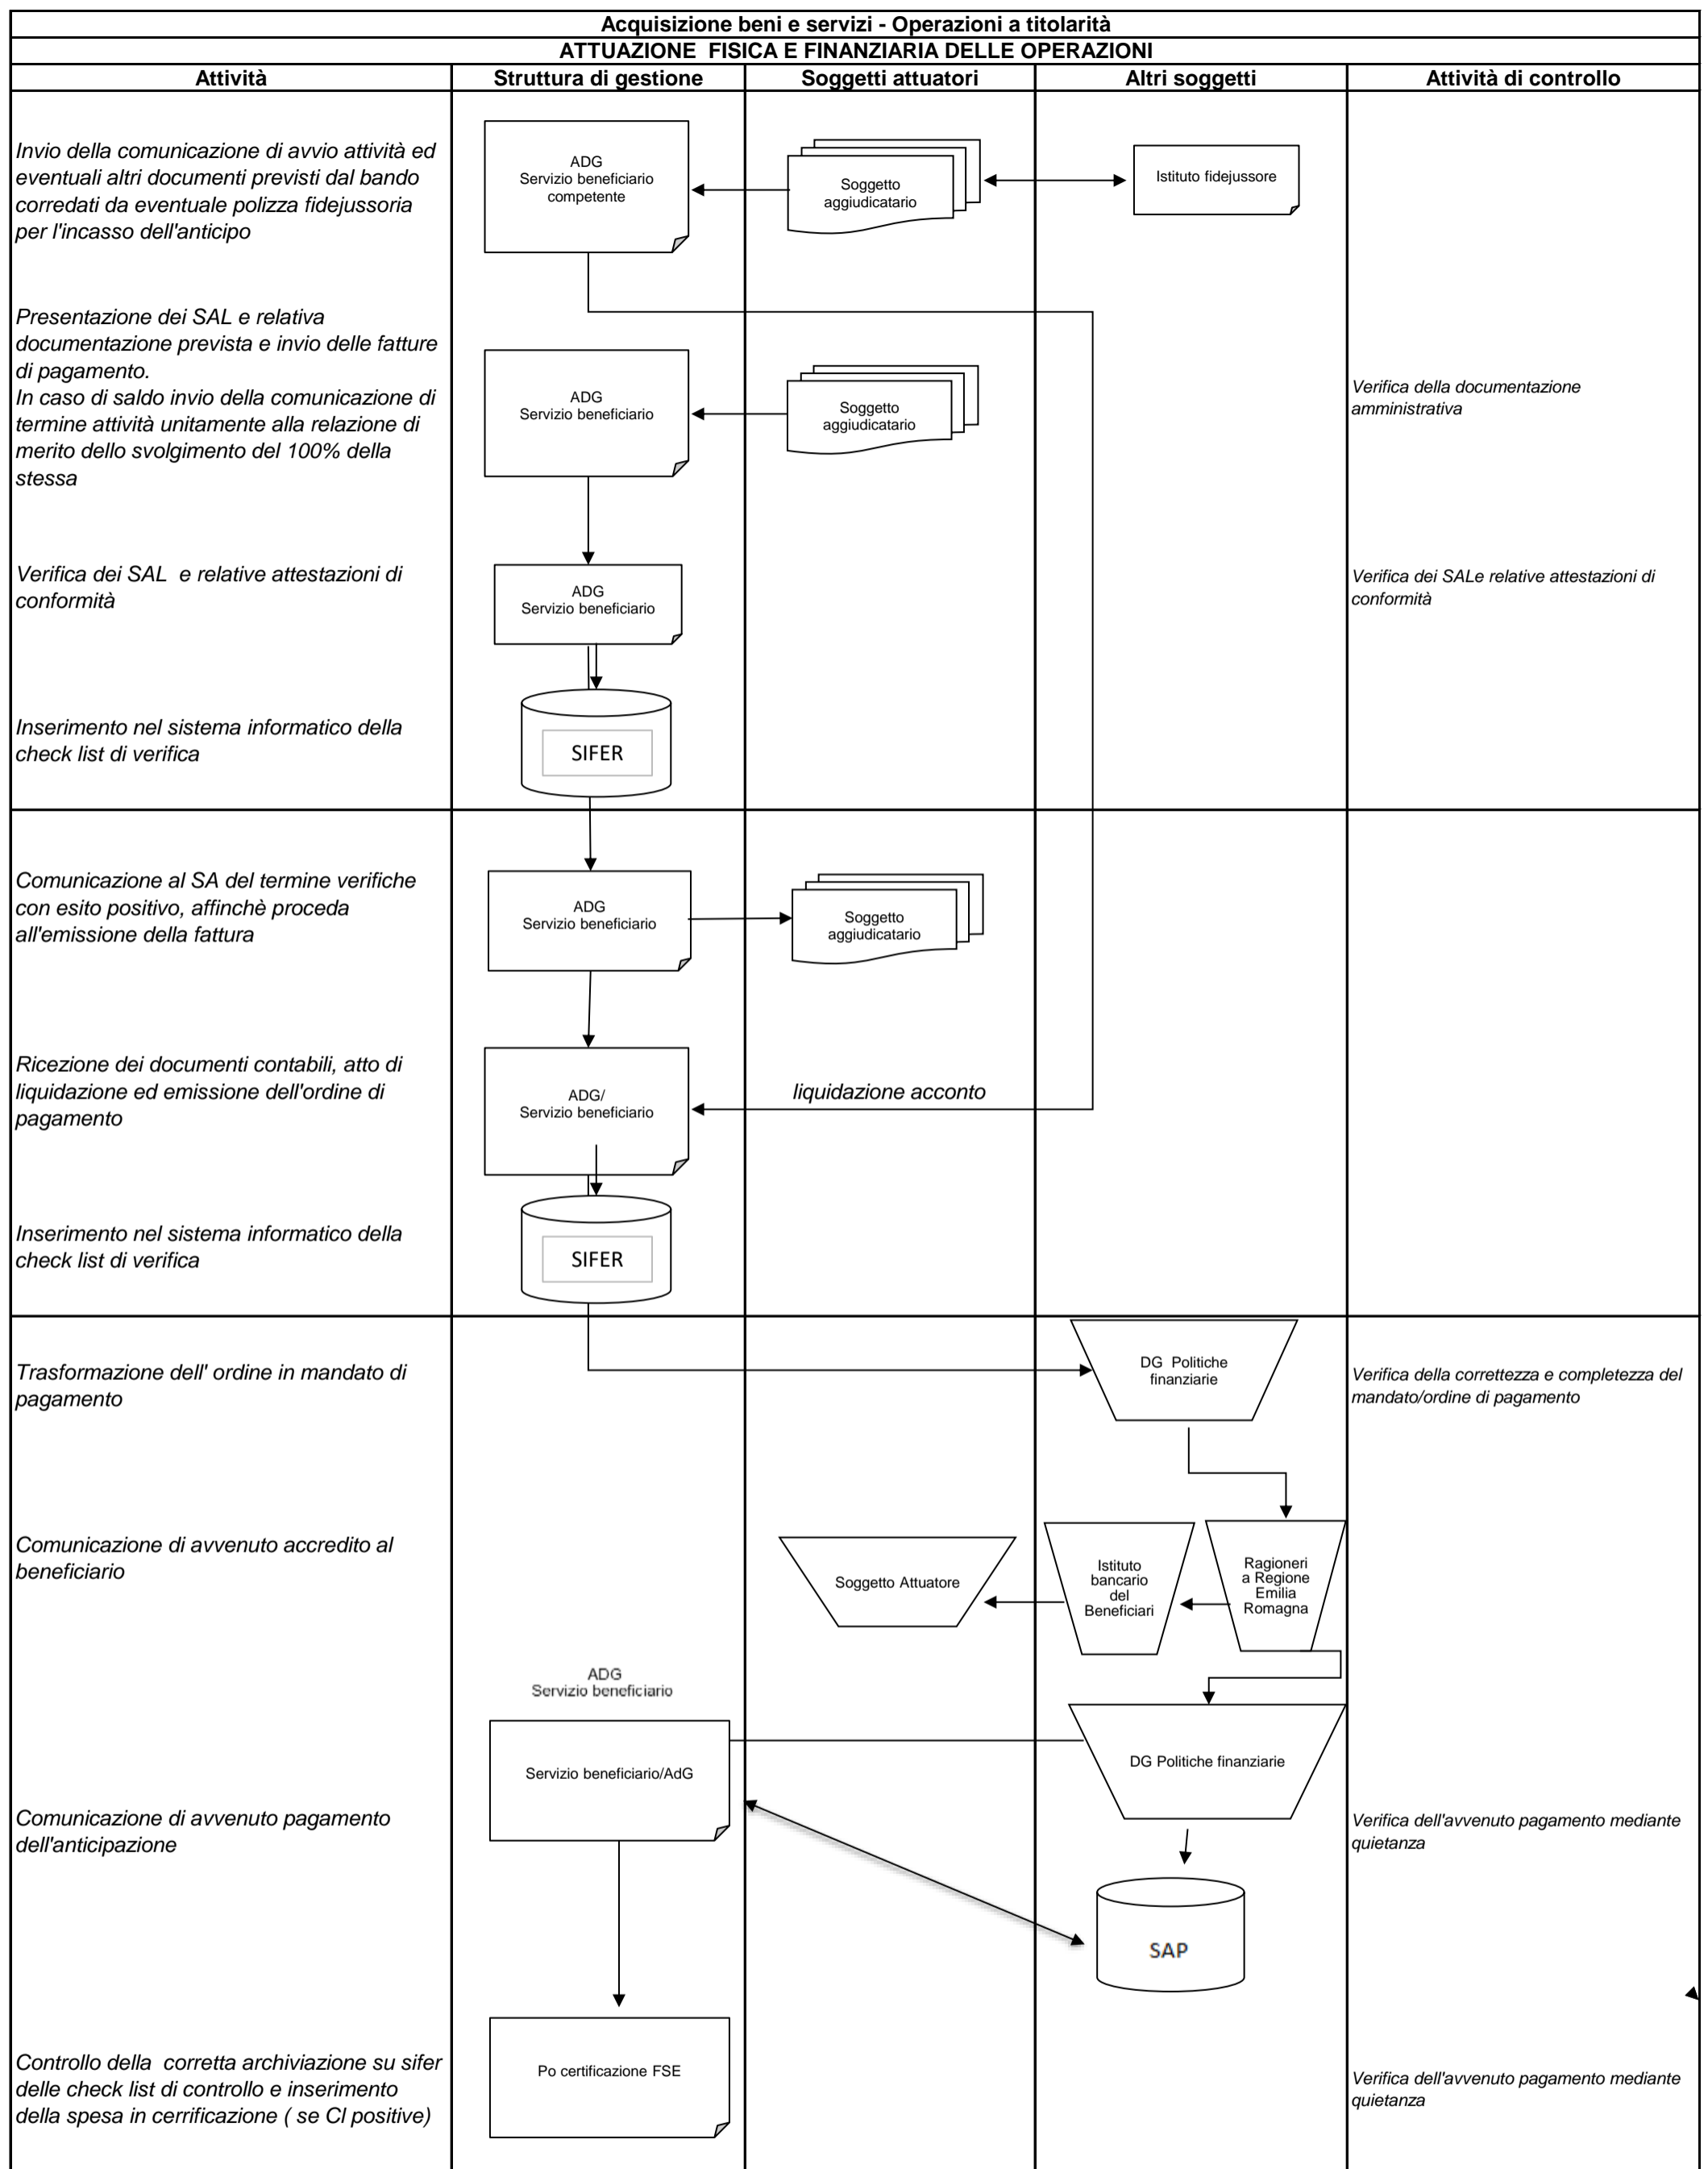 Acquisizione beni e servizi - Operazioni a titolarità
ATTUAZIONE  FISICA E FINANZIARIA DELLE OPERAZIONI
Attività
Struttura di gestione
Soggetti attuatori
Altri soggetti
Attività di controllo
Invio della comunicazione di avvio attività ed
eventuali altri documenti previsti dal bando
corredati da eventuale polizza fidejussoria
per l'incasso dell'anticipo
ADG
Servizio beneficiario
competente
Soggetto
aggiudicatario
Istituto fidejussore
Presentazione dei SAL e relativa
documentazione prevista e invio delle fatture
di pagamento.
In caso di saldo invio della comunicazione di
termine attività unitamente alla relazione di
merito dello svolgimento del 100% della
stessa
ADG
Servizio beneficiario
Soggetto
aggiudicatario
Verifica della documentazione
amministrativa
Verifica dei SAL  e relative attestazioni di
conformità
ADG
Servizio beneficiario
Verifica dei SALe relative attestazioni di
conformità
Inserimento nel sistema informatico della
check list di verifica
SIFER
Comunicazione al SA del termine verifiche
con esito positivo, affinchè proceda
all'emissione della fattura
ADG
Servizio beneficiario
Soggetto
aggiudicatario
Ricezione dei documenti contabili, atto di
liquidazione ed emissione dell'ordine di
pagamento
ADG/
Servizio beneficiario
liquidazione acconto
Inserimento nel sistema informatico della
check list di verifica
SIFER
Trasformazione dell' ordine in mandato di
pagamento
DG  Politiche
finanziarie
Verifica della correttezza e completezza del
mandato/ordine di pagamento
Comunicazione di avvenuto accredito al
beneficiario
Soggetto Attuatore
Istituto
bancario
del
Beneficiari
Ragioneri
a Regione
Emilia
Romagna
ADG
Servizio beneficiario
Servizio beneficiario/AdG
DG Politiche finanziarie
Comunicazione di avvenuto pagamento
dell'anticipazione
Verifica dell'avvenuto pagamento mediante
quietanza
SAP
Controllo della  corretta archiviazione su sifer
delle check list di controllo e inserimento
della spesa in cerrificazione ( se Cl positive)
Po certificazione FSE
Verifica dell'avvenuto pagamento mediante
quietanza